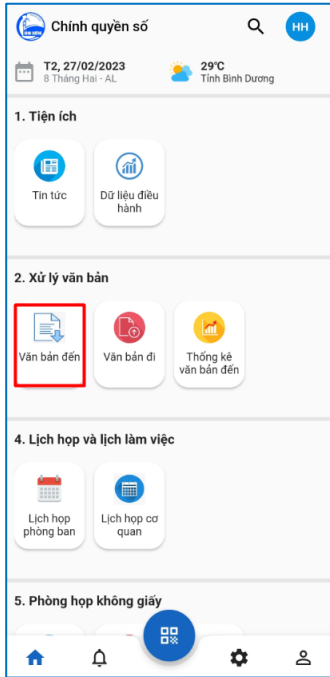 Chính quyền số
HH
T2, 27/02/2023
8 Tháng Hai - AL
29°C
Tỉnh Bình Dương
1. Tiện ích
Tin tức
Dữ liệu điều
hành
2. Xử lý văn bản
Văn bản đến
Văn bản đi
Thống kê
văn bản đến
4. Lịch họp và lịch làm việc
Lịch họp
phòng ban
Lịch họp cơ
quan
5. Phòng họp không giấy